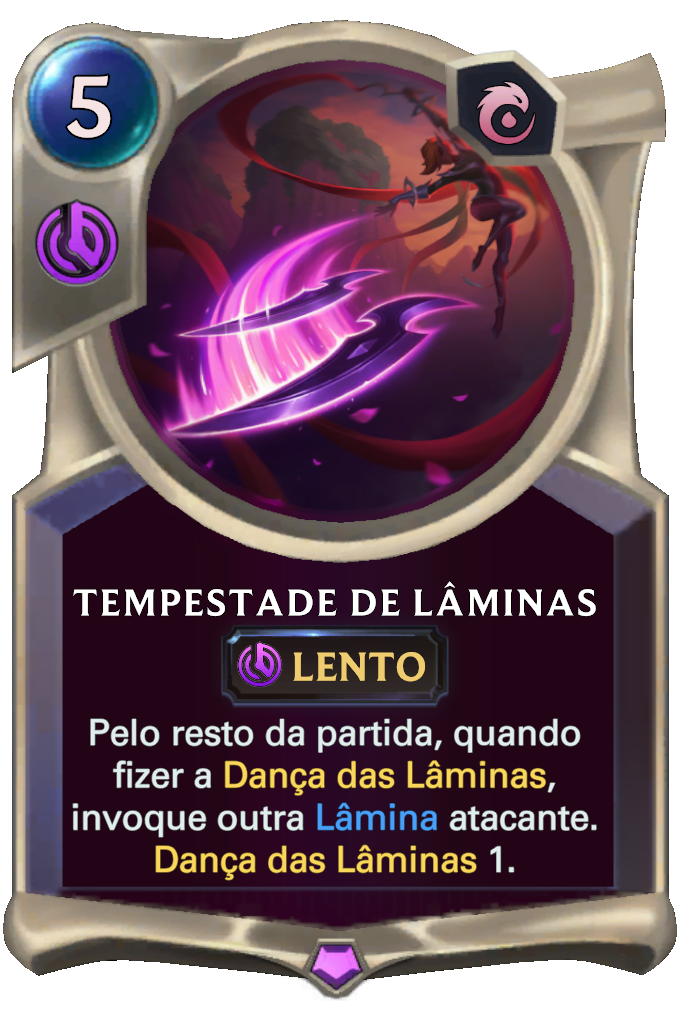 5
TEMPESTADE DE LÂMINAS
LENTO
Pelo resto da partida, quando
fizer a Dança das Lâminas,
invoque outra Lâmina atacante.
Dança das Lâminas 1.